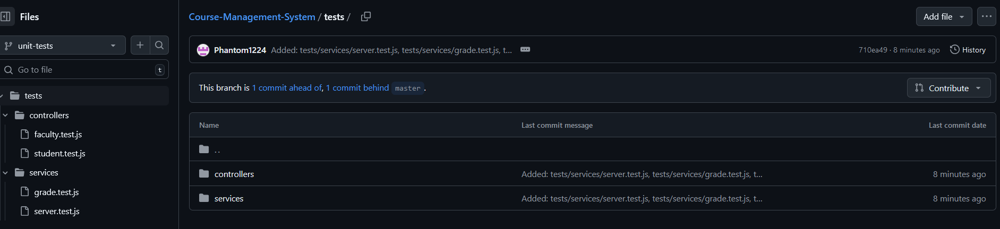 Files
unit-tests
Go to file
t
tests
controllers
faculty.test.js
student.test.js
services
grade.test.js
server.test.js
Course-Management-System / tests /
Add file
Phantom1224 Added: tests/services/server.test.js, tests/services/grade.test.js, t...
710ea49 · 8 minutes ago
History
This branch is 1 commit ahead of, 1 commit behind master .
Contribute
Name Last commit message Last commit date
..
controllers Added: tests/services/server.test.js, tests/services/grade.test.js, t... 8 minutes ago
services Added: tests/services/server.test.js, tests/services/grade.test.js, t... 8 minutes ago